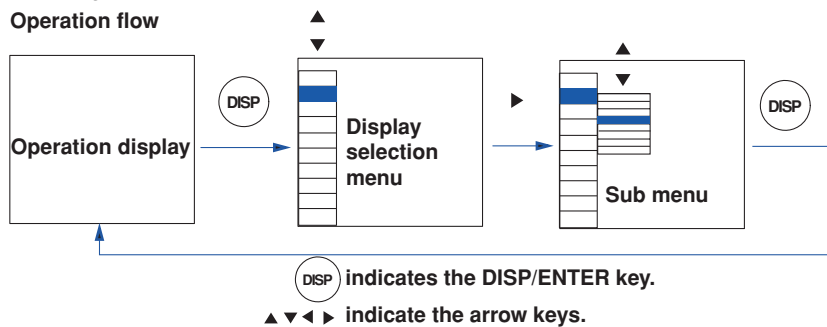 Operation flow
▲
▼
DISP
▶
▲
▼
DISP
Operation display
Display
selection
menu
Sub menu
DISP indicates the DISP/ENTER key.
▲ ▼ ◀ ▶ indicate the arrow keys.